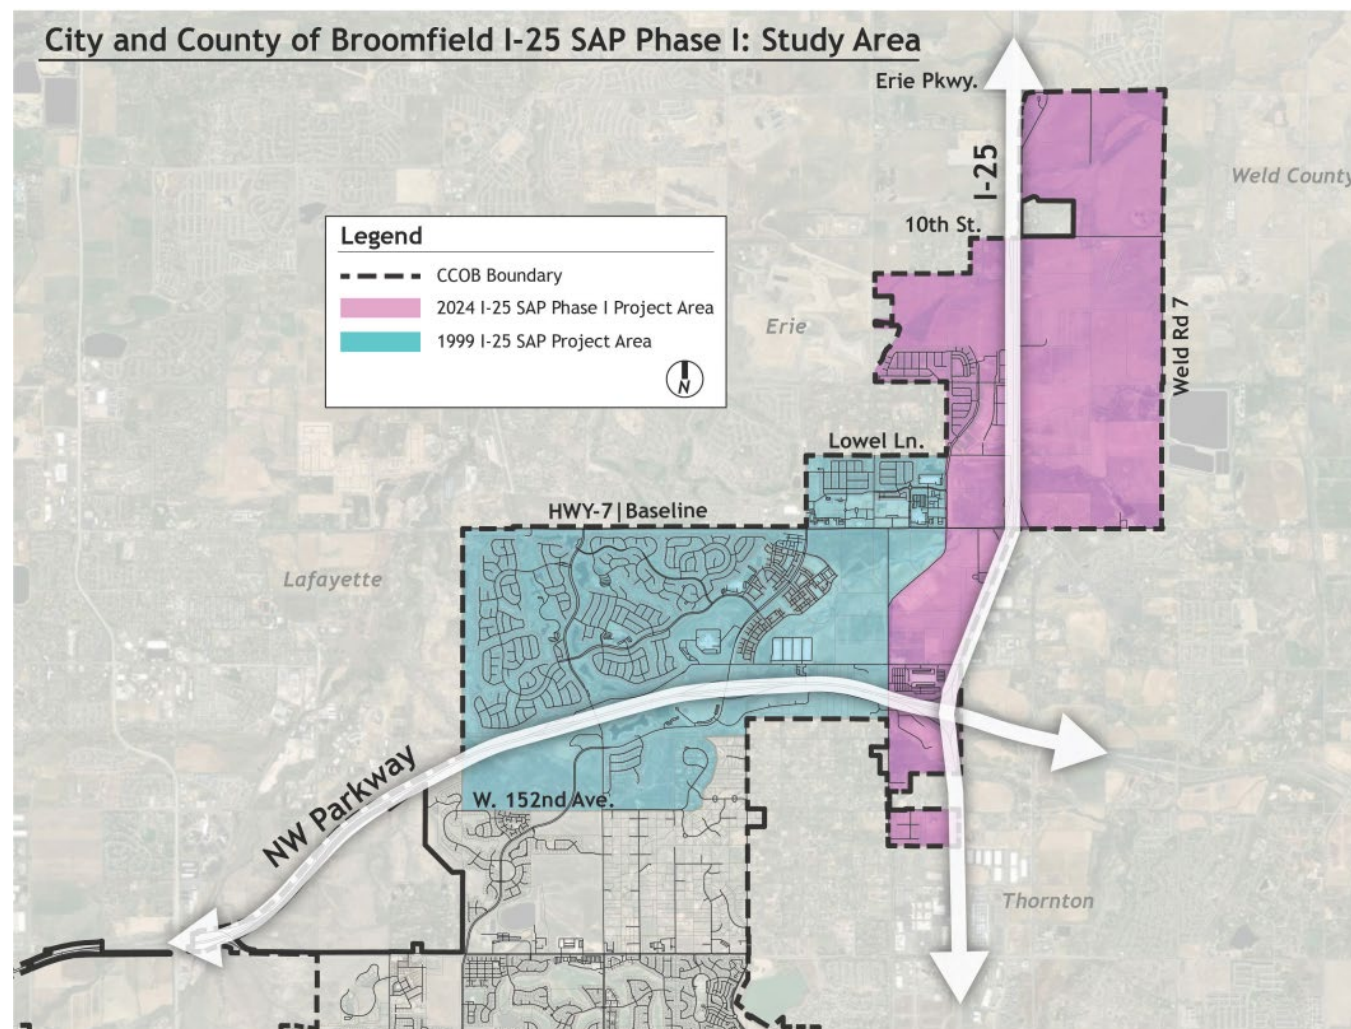 City and County of Broomfield I-25 SAP Phase I: Study Area
Erie Pkwy.
I-25
Weld County
10th St.
Legend
CCOB Boundary
2024 I-25 SAP Phase I Project Area
1999 I-25 SAP Project Area
N
Erie
Weld Rd 7
Lowel Ln.
HWY-7|Baseline
Lafayette
NW Parkway
W. 152nd Ave.
Thornton